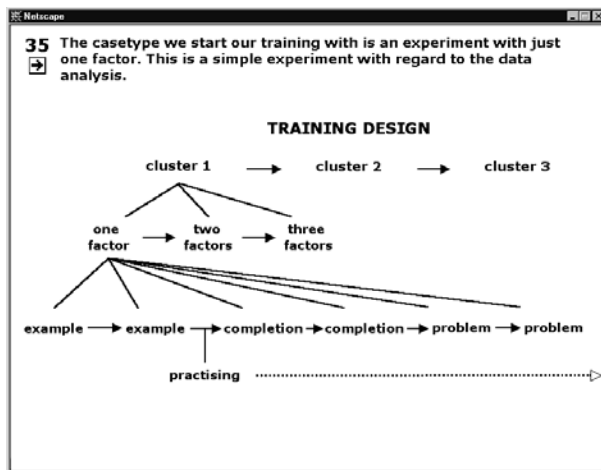 Netscape
35 The casetype we start our training with is an experiment with just
one factor. This is a simple experiment with regard to the data
analysis.
TRAINING DESIGN
cluster 1 cluster 2 cluster 3
one two three
factor factors factors
example example completion completion problem problem
practising